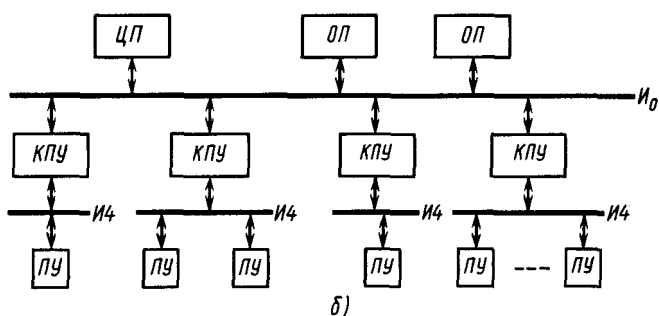 ЦП ОП ОП
И₀
КПУ КПУ КПУ КПУ
И4 И4 И4 И4
ПУ ПУ ПУ ПУ ПУ --- ПУ
б)